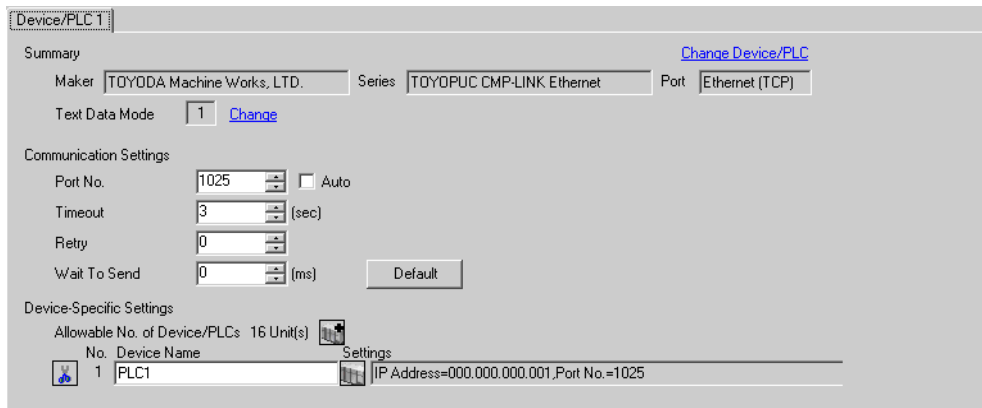 Device/PLC 1
Summary Change Device/PLC
Maker TOYODA Machine Works, LTD. Series TOYOPUC CMP-LINK Ethernet Port Ethernet (TCP)
Text Data Mode 1 Change
Communication Settings
Port No. 1025 Auto
Timeout 3 (sec)
Retry 0
Wait To Send 0 (ms) Default
Device-Specific Settings
Allowable No. of Device/PLCs 16 Unit(s)
No. Device Name Settings
1 PLC1 IP Address=000.000.000.001,Port No.=1025